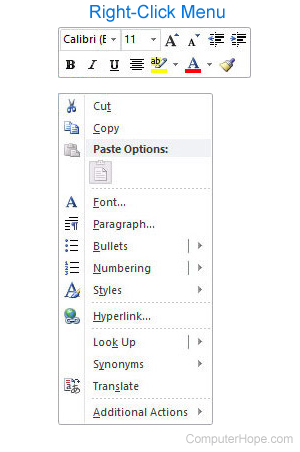 Right-Click Menu
Calibri (E 11 A A
B I U ab A
Cut
Copy
Paste Options:
Font...
Paragraph...
Bullets
Numbering
Styles
Hyperlink...
Look Up
Synonyms
Translate
Additional Actions
ComputerHope.com